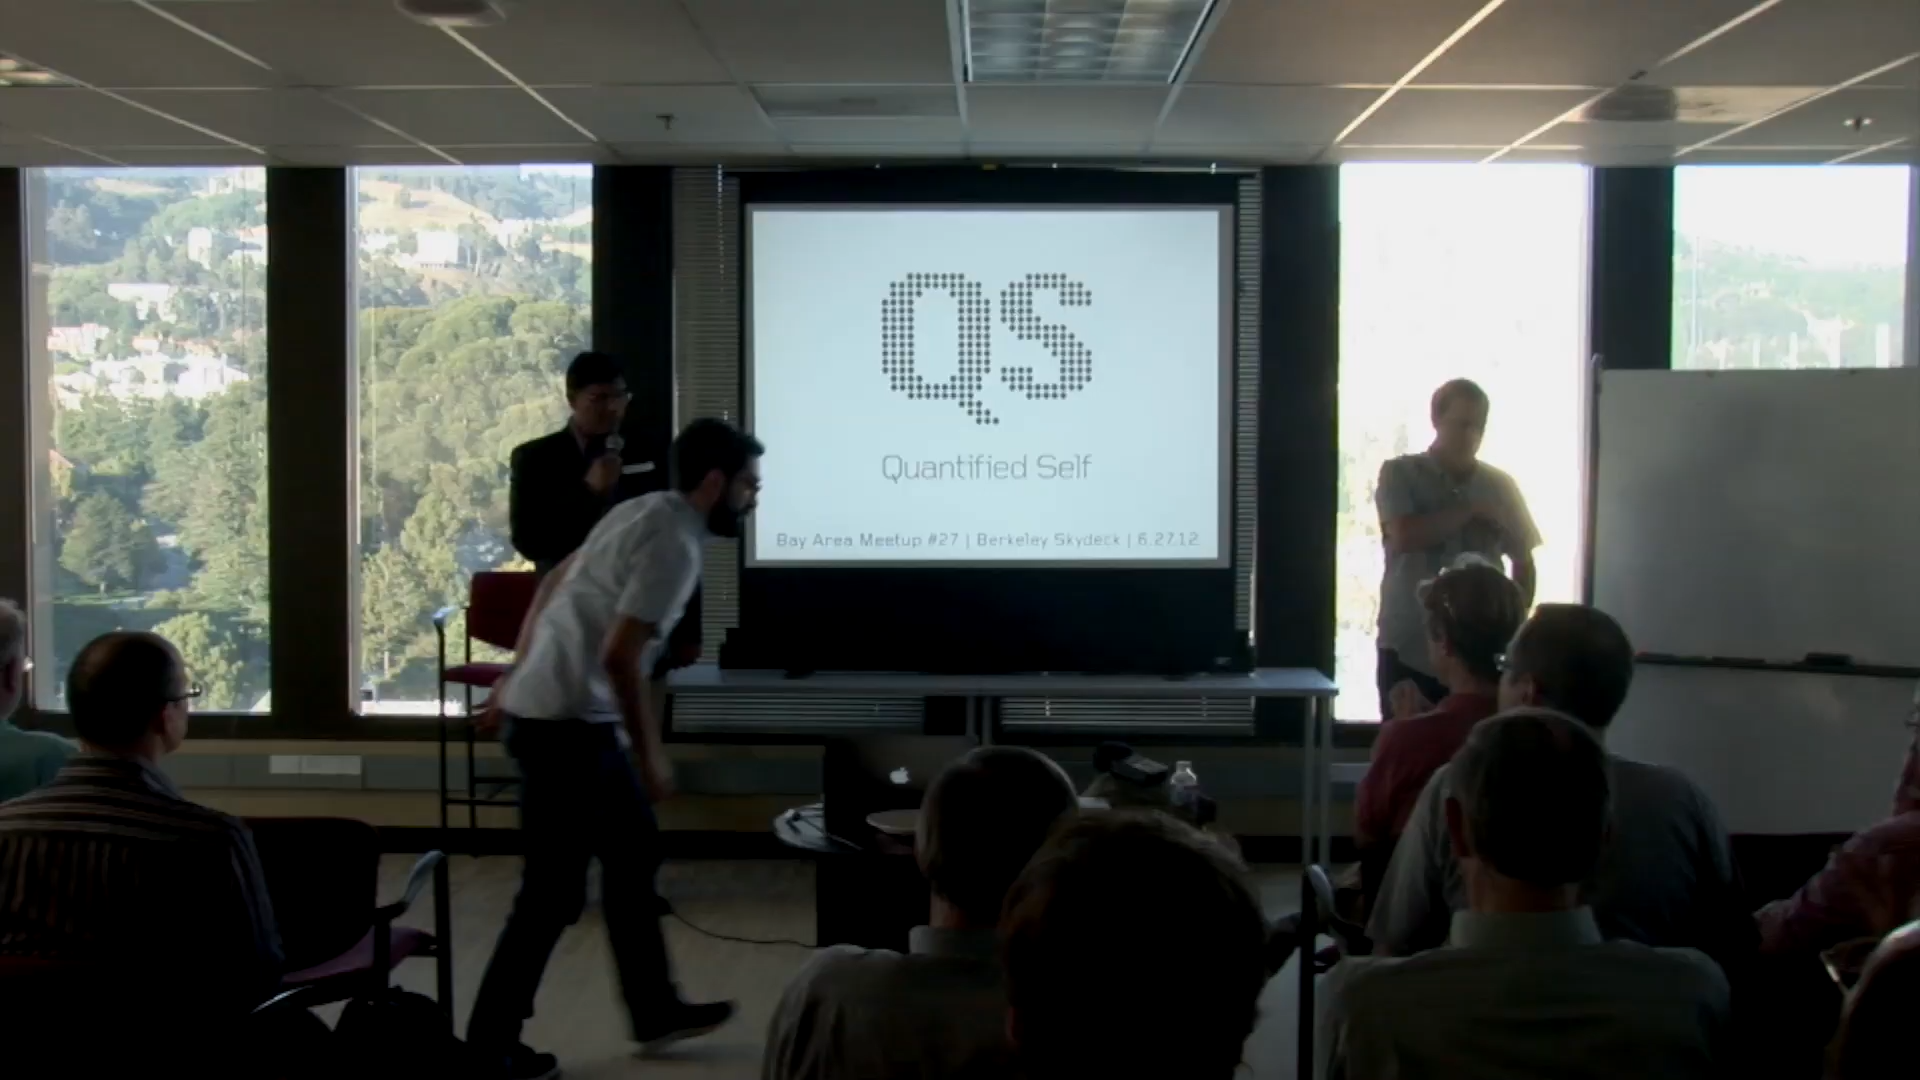 QS
Quantified Self
Bay Area Meetup #27 | Berkeley Skydeck | 6.27.12